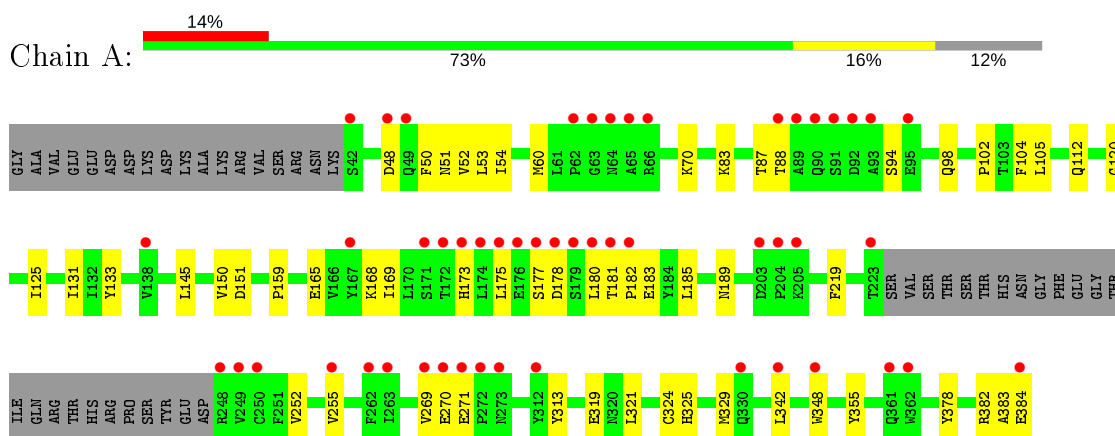 14%
Chain A:
73% 16% 12%
GLY ALA VAL GLU GLU ASP ASP LYS ASP LYS ALA LYS ARG VAL SER ARG ASN LYS S42 D48 Q49 F50 N51 V52 L53 I54 M60 L61 P62 G63 N64 A65 R66 K70 K83 T87 T88 A89 Q90 S91 D92 A93 S94 E95 Q98 P102 T103 F104 L105 Q112 G120
I125 I131 I132 Y133 V138 L145 V150 D151 P159 E165 V166 Y167 K168 I169 L170 S171 T172 H173 L174 L175 E176 S177 D178 S179 L180 T181 P182 E183 Y184 L185 N189 D203 P204 K205 F219 T223 SER VAL SER THR SER THR HIS ASN GLY PHE GLU GLY THR
ILE GLN ARG THR HIS ARG PRO SER TYR GLU ASP R248 V249 C250 F251 V252 V255 F262 I263 V269 E270 E271 P272 N273 Y312 Y313 E319 N320 L321 C324 H325 M329 Q330 L342 W348 Y355 Q361 W362 Y378 R382 A383 E384